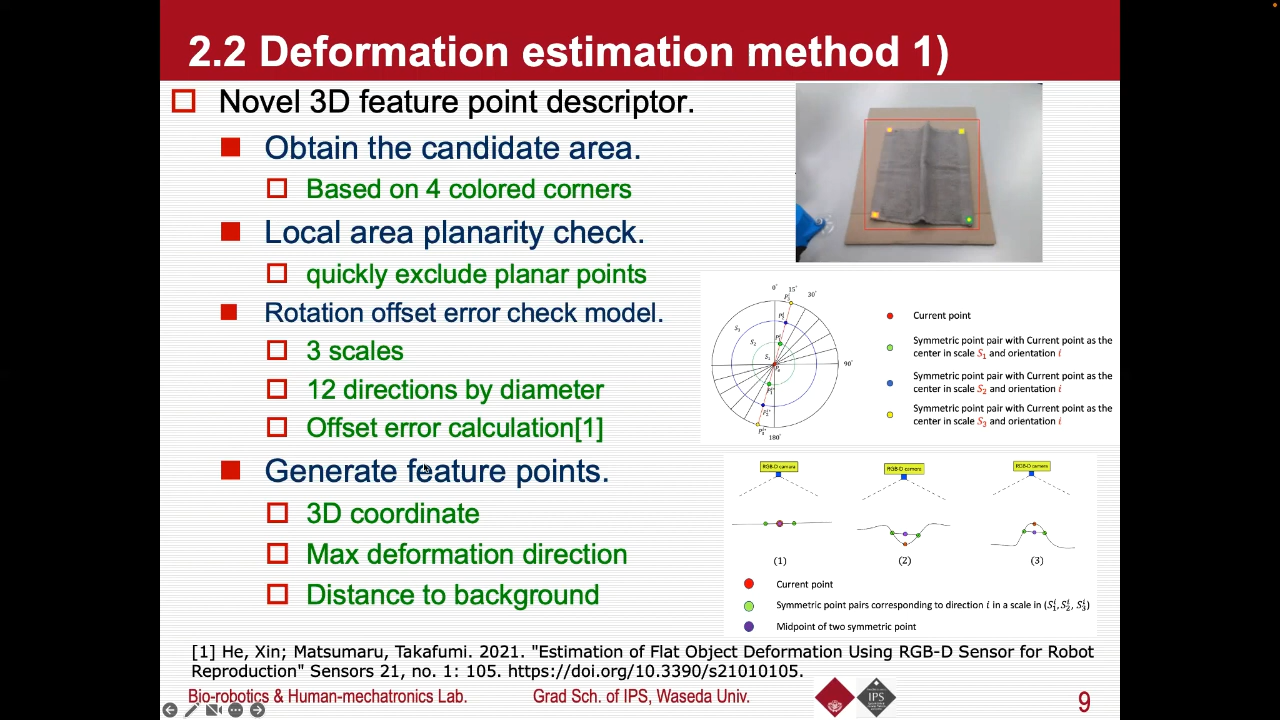 2.2 Deformation estimation method 1)
Novel 3D feature point descriptor.
Obtain the candidate area.
Based on 4 colored corners
Local area planarity check.
quickly exclude planar points
Rotation offset error check model.
3 scales
12 directions by diameter
Offset error calculation[1]
Generate feature points.
3D coordinate
Max deformation direction
Distance to background
0°
15°
30°
90°
180°
S₃
S₂
S₁
Current point
Symmetric point pair with Current point as the
center in scale S₁ and orientation i
Symmetric point pair with Current point as the
center in scale S₂ and orientation i
Symmetric point pair with Current point as the
center in scale S₃ and orientation i
RGB-D camera
RGB-D camera
RGB-D camera
(1)
(2)
(3)
Current point
Symmetric point pairs corresponding to direction i in a scale in (S₁ⁱ, S₂ⁱ, S₃ⁱ)
Midpoint of two symmetric point
[1] He, Xin; Matsumaru, Takafumi. 2021. "Estimation of Flat Object Deformation Using RGB-D Sensor for Robot
Reproduction" Sensors 21, no. 1: 105. https://doi.org/10.3390/s21010105.
Bio-robotics & Human-mechatronics Lab.
Grad Sch. of IPS, Waseda Univ.
IPS
9